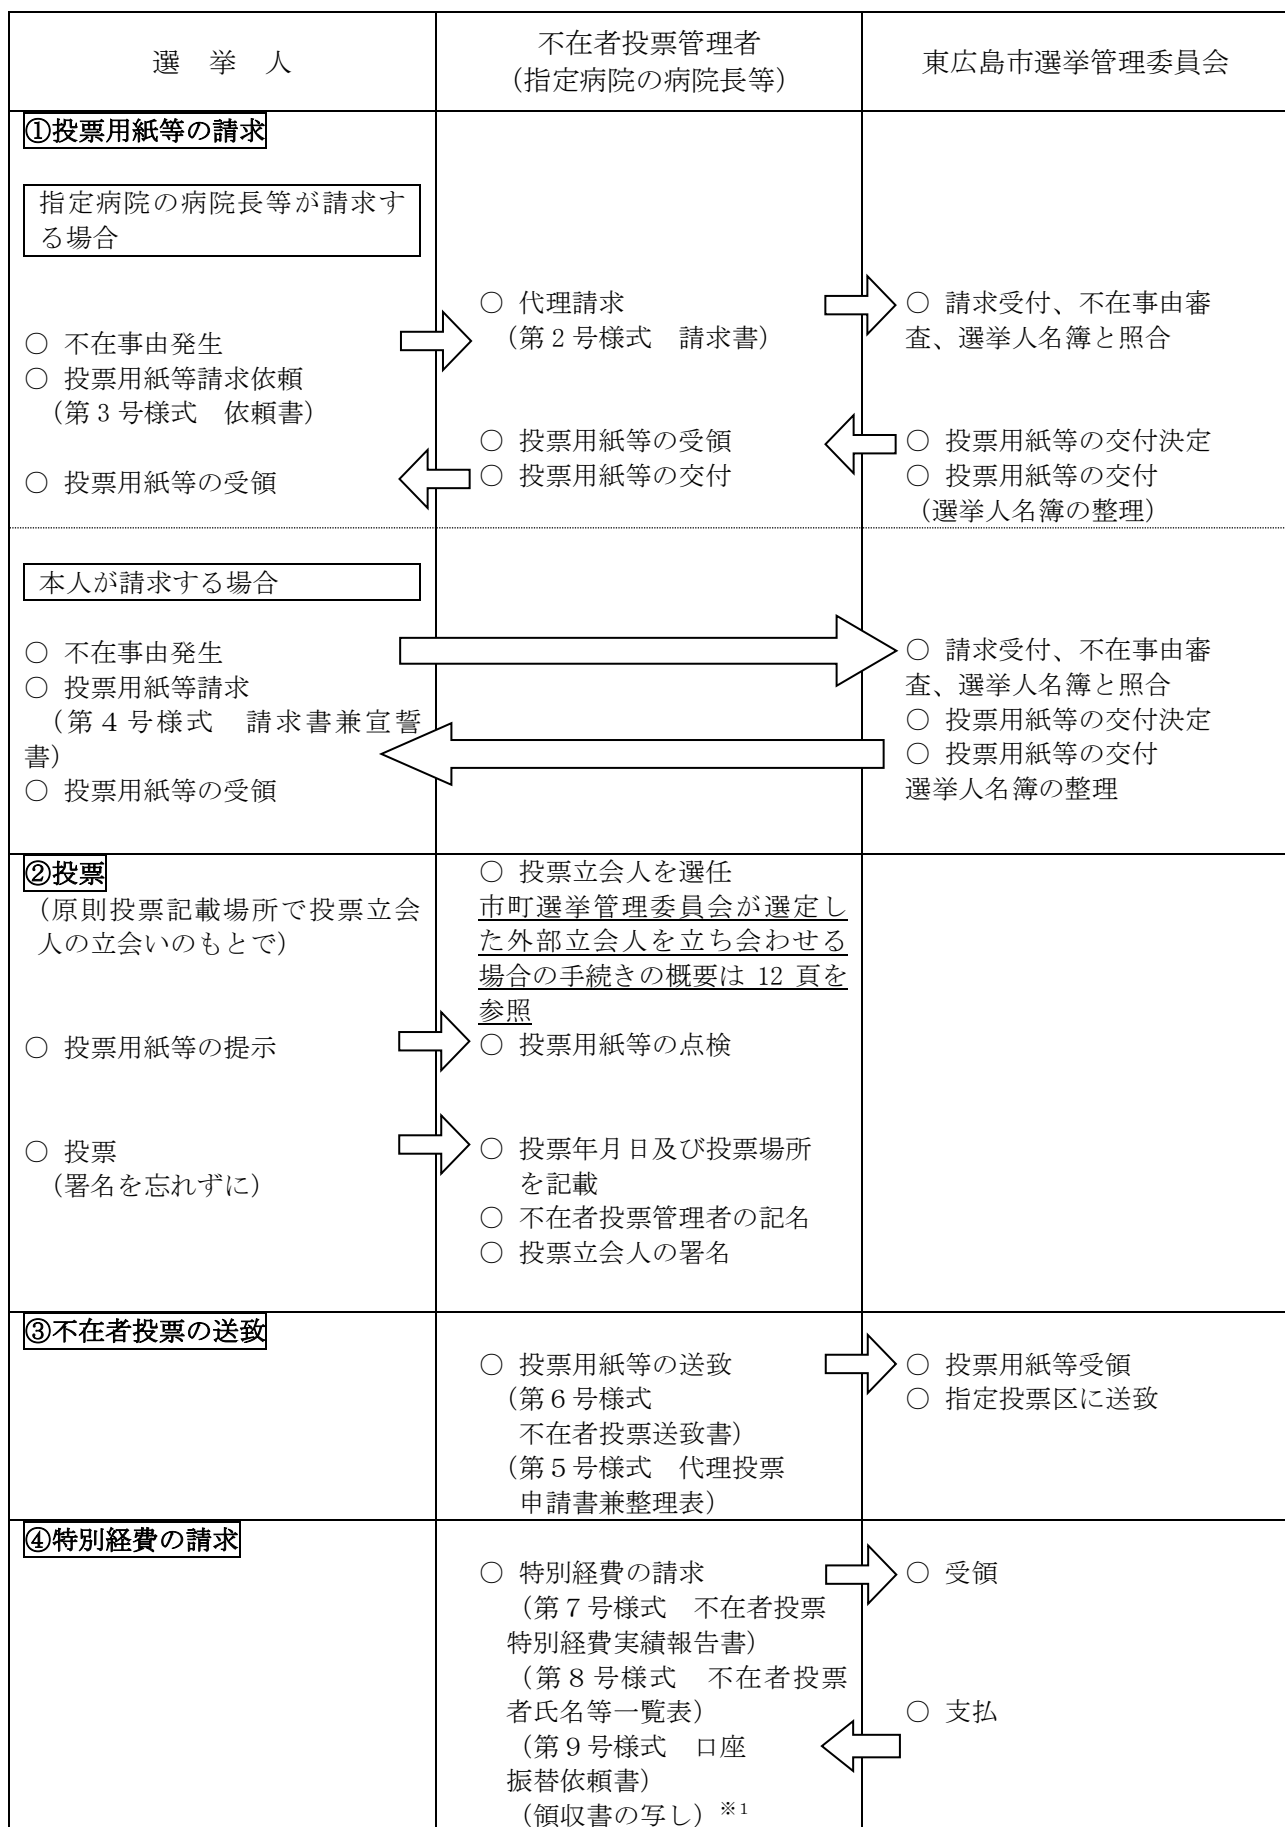 選　挙　人
不在者投票管理者
(指定病院の病院長等)
東広島市選挙管理委員会
①投票用紙等の請求
指定病院の病院長等が請求す
る場合
○ 不在事由発生
○ 投票用紙等請求依頼
（第３号様式　依頼書）
○ 投票用紙等の受領
○ 代理請求
（第２号様式　請求書）
○ 投票用紙等の受領
○ 投票用紙等の交付
○ 請求受付、不在事由審
査、選挙人名簿と照合
○ 投票用紙等の交付決定
○ 投票用紙等の交付
（選挙人名簿の整理）
本人が請求する場合
○ 不在事由発生
○ 投票用紙等請求
（第４号様式　請求書兼宣誓
書）
○ 投票用紙等の受領
○ 請求受付、不在事由審
査、選挙人名簿と照合
○ 投票用紙等の交付決定
○ 投票用紙等の交付
選挙人名簿の整理
②投票
（原則投票記載場所で投票立会
人の立会いのもとで）
○ 投票用紙等の提示
○ 投票
（署名を忘れずに）
○ 投票立会人を選任
市町選挙管理委員会が選定し
た外部立会人を立ち会わせる
場合の手続きの概要は 12 頁を
参照
○ 投票用紙等の点検
○ 投票年月日及び投票場所
を記載
○ 不在者投票管理者の記名
○ 投票立会人の署名
③不在者投票の送致
○ 投票用紙等の送致
（第６号様式
不在者投票送致書）
（第５号様式　代理投票
申請書兼整理表）
○ 投票用紙等受領
○ 指定投票区に送致
④特別経費の請求
○ 特別経費の請求
（第７号様式　不在者投票
特別経費実績報告書）
（第８号様式　不在者投票
者氏名等一覧表）
（第９号様式　口座
振替依頼書）
（領収書の写し）※1
○ 受領
○ 支払